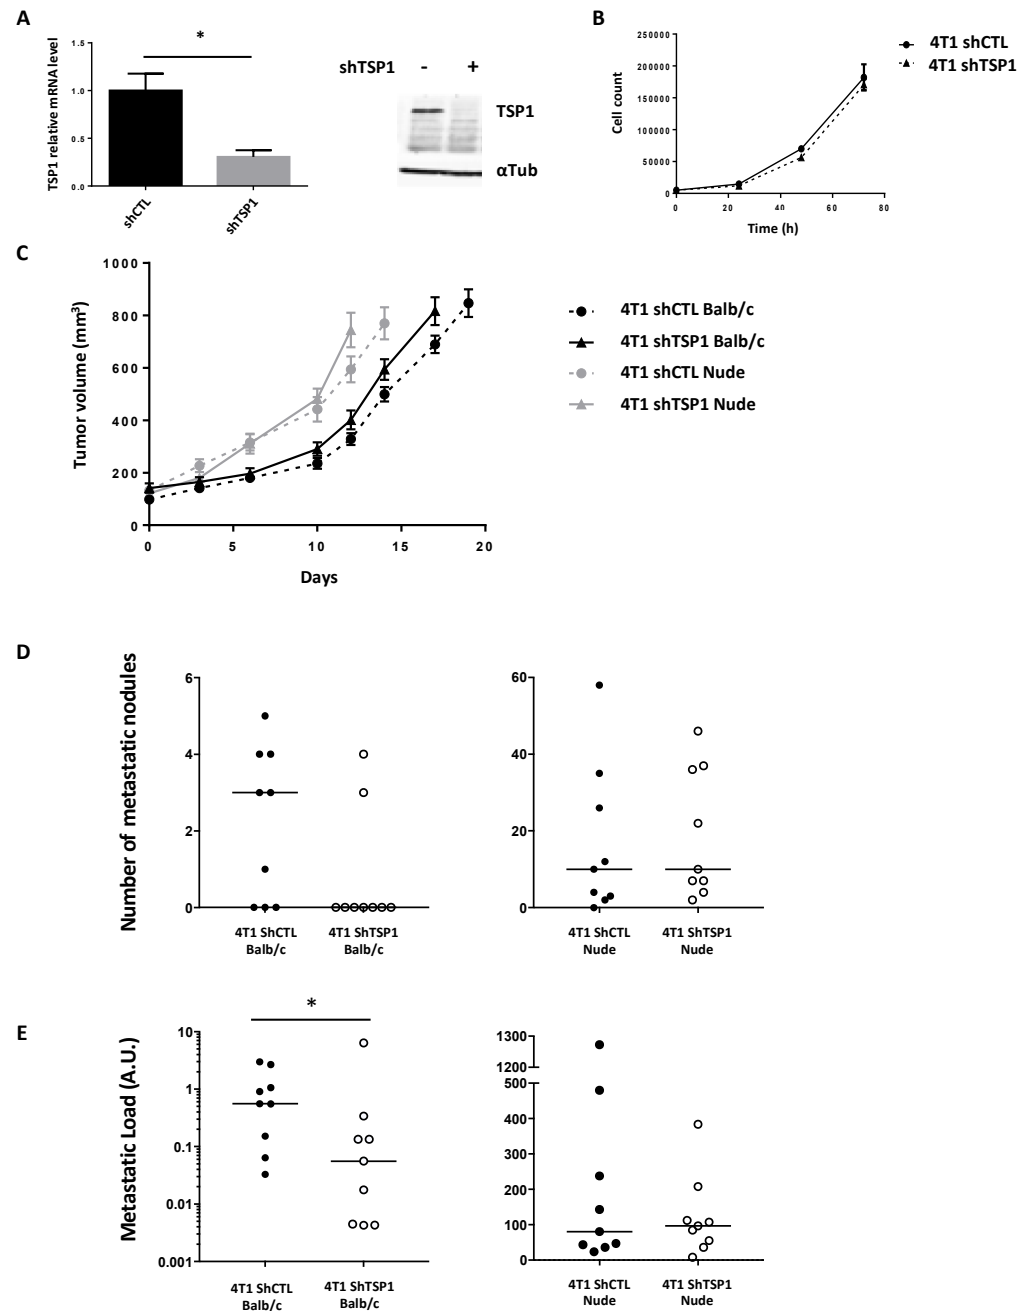 A
TSP1 relative mRNA level
1.5
1.0
0.5
0.0
*
shCTL
shTSP1
shTSP1 - +
TSP1
αTub
B
Cell count
250000
200000
150000
100000
50000
0
0 20 40 60 80
Time (h)
4T1 shCTL
4T1 shTSP1
C
Tumor volume (mm³)
1000
800
600
400
200
0
0 5 10 15 20
Days
4T1 shCTL Balb/c
4T1 shTSP1 Balb/c
4T1 shCTL Nude
4T1 shTSP1 Nude
D
Number of metastatic nodules
6
4
2
0
4T1 ShCTL
Balb/c
4T1 ShTSP1
Balb/c
60
40
20
0
4T1 ShCTL
Nude
4T1 ShTSP1
Nude
E
Metastatic Load (A.U.)
*
10
1
0.1
0.01
0.001
4T1 ShCTL
Balb/c
4T1 ShTSP1
Balb/c
1300
1200
500
400
300
200
100
0
4T1 ShCTL
Nude
4T1 ShTSP1
Nude